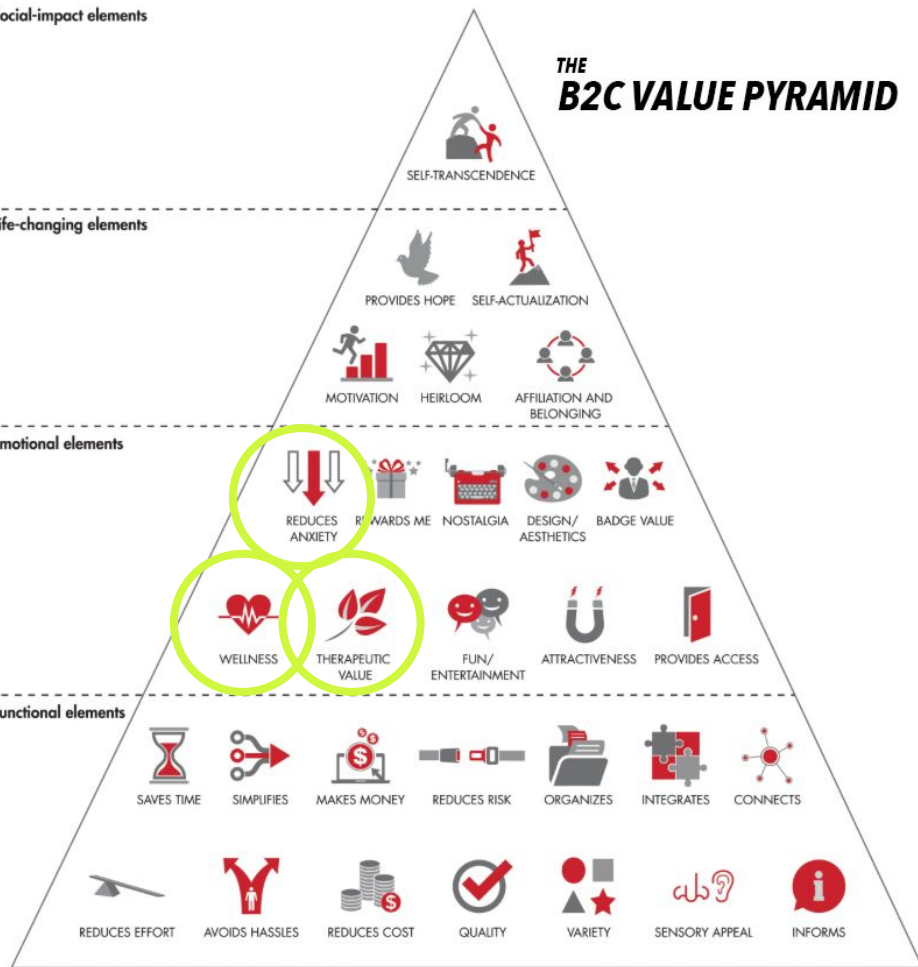 ocial-impact elements
THE
B2C VALUE PYRAMID
SELF-TRANSCENDENCE
ife-changing elements
PROVIDES HOPE SELF-ACTUALIZATION
MOTIVATION HEIRLOOM AFFILIATION AND
BELONGING
motional elements
REDUCES
ANXIETY
REWARDS ME NOSTALGIA DESIGN/
AESTHETICS
BADGE VALUE
WELLNESS THERAPEUTIC
VALUE
FUN/
ENTERTAINMENT
ATTRACTIVENESS PROVIDES ACCESS
unctional elements
$
$
$
SAVES TIME SIMPLIFIES MAKES MONEY REDUCES RISK ORGANIZES INTEGRATES CONNECTS
$
i
REDUCES EFFORT AVOIDS HASSLES REDUCES COST QUALITY VARIETY SENSORY APPEAL INFORMS